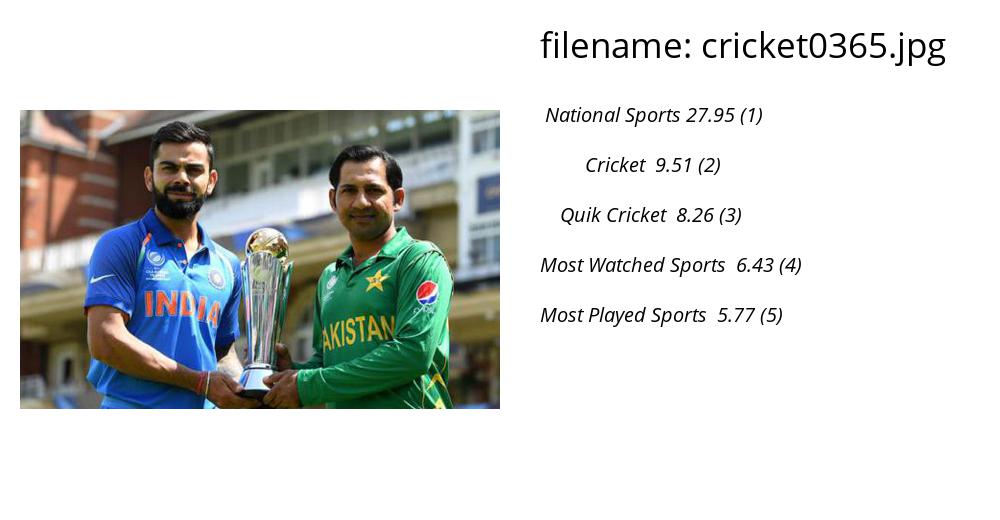 filename: cricket0365.jpg
National Sports 27.95 (1)
Cricket 9.51 (2)
Quik Cricket 8.26 (3)
Most Watched Sports 6.43 (4)
Most Played Sports 5.77 (5)
INDIA
AKISTAN